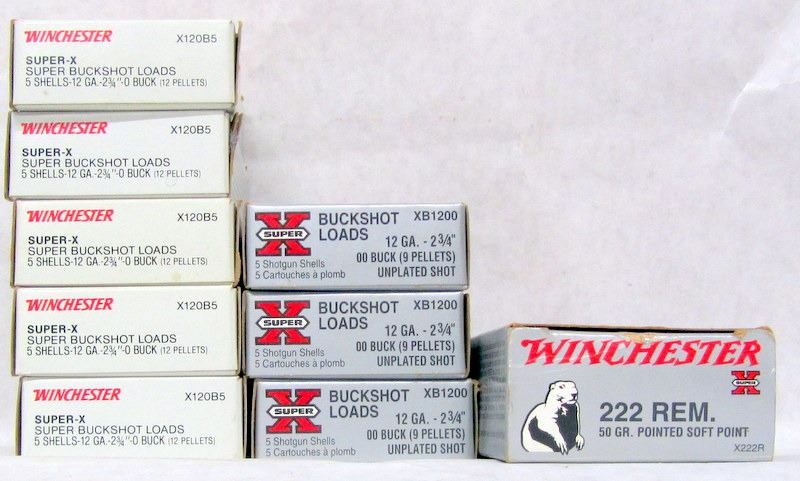 WINCHESTER X120B5
SUPER-X
SUPER BUCKSHOT LOADS
5 SHELLS-12 GA.-2¾"-0 BUCK (12 PELLETS)
WINCHESTER X120B5
SUPER-X
SUPER BUCKSHOT LOADS
5 SHELLS-12 GA.-2¾"-0 BUCK (12 PELLETS)
WINCHESTER X120B5
SUPER-X
SUPER BUCKSHOT LOADS
5 SHELLS-12 GA.-2¾"-0 BUCK (12 PELLETS)
WINCHESTER X120B5
SUPER-X
SUPER BUCKSHOT LOADS
5 SHELLS-12 GA.-2¾"-0 BUCK (12 PELLETS)
WINCHESTER X120B5
SUPER-X
SUPER BUCKSHOT LOADS
5 SHELLS-12 GA.-2¾"-0 BUCK (12 PELLETS)
X SUPER
BUCKSHOT XB1200
LOADS
12 GA. - 2¾"
00 BUCK (9 PELLETS)
UNPLATED SHOT
5 Shotgun Shells
5 Cartouches à plomb
X SUPER
BUCKSHOT XB1200
LOADS
12 GA. - 2¾"
00 BUCK (9 PELLETS)
UNPLATED SHOT
5 Shotgun Shells
5 Cartouches à plomb
X SUPER
BUCKSHOT XB1200
LOADS
12 GA. - 2¾"
00 BUCK (9 PELLETS)
UNPLATED SHOT
5 Shotgun Shells
5 Cartouches à plomb
WINCHESTER
X SUPER
222 REM.
50 GR. POINTED SOFT POINT
X222R